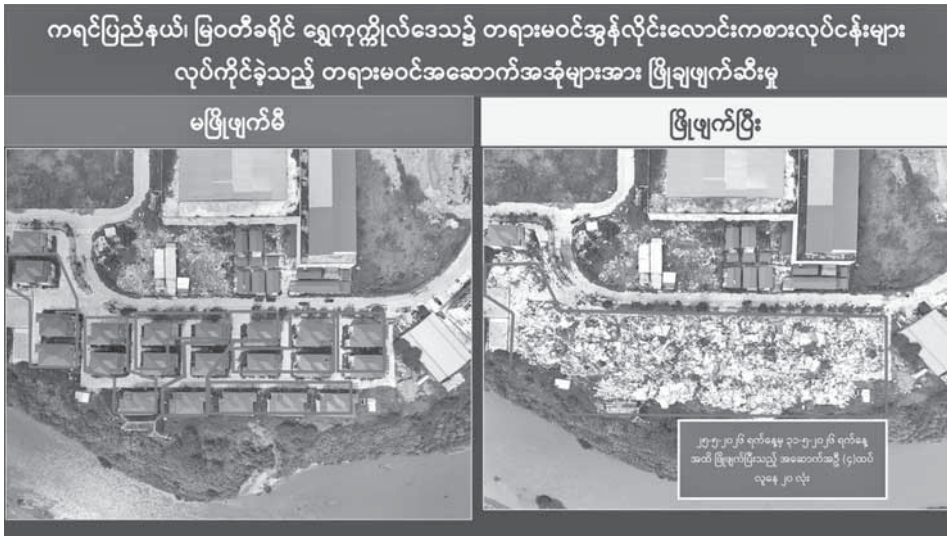 ကရင်ပြည်နယ်၊ မြဝတီခရိုင် ရွှေကုက္ကိုလ်ဒေသ၌ တရားမဝင်အွန်လိုင်းလောင်းကစားလုပ်ငန်းများ
လုပ်ကိုင်ခဲ့သည့် တရားမဝင်အဆောက်အအုံများအား ဖြိုချဖျက်ဆီးမှု
မဖြိုဖျက်မီ
ဖြိုဖျက်ပြီး
၂၅-၅-၂၀၂၆ ရက်နေ့မှ ၃၁-၅-၂၀၂၆ ရက်နေ့
အထိ ဖြိုဖျက်ပြီးသည့် အဆောက်အဦ (၄)ထပ်
လူနေ ၂၀ လုံး